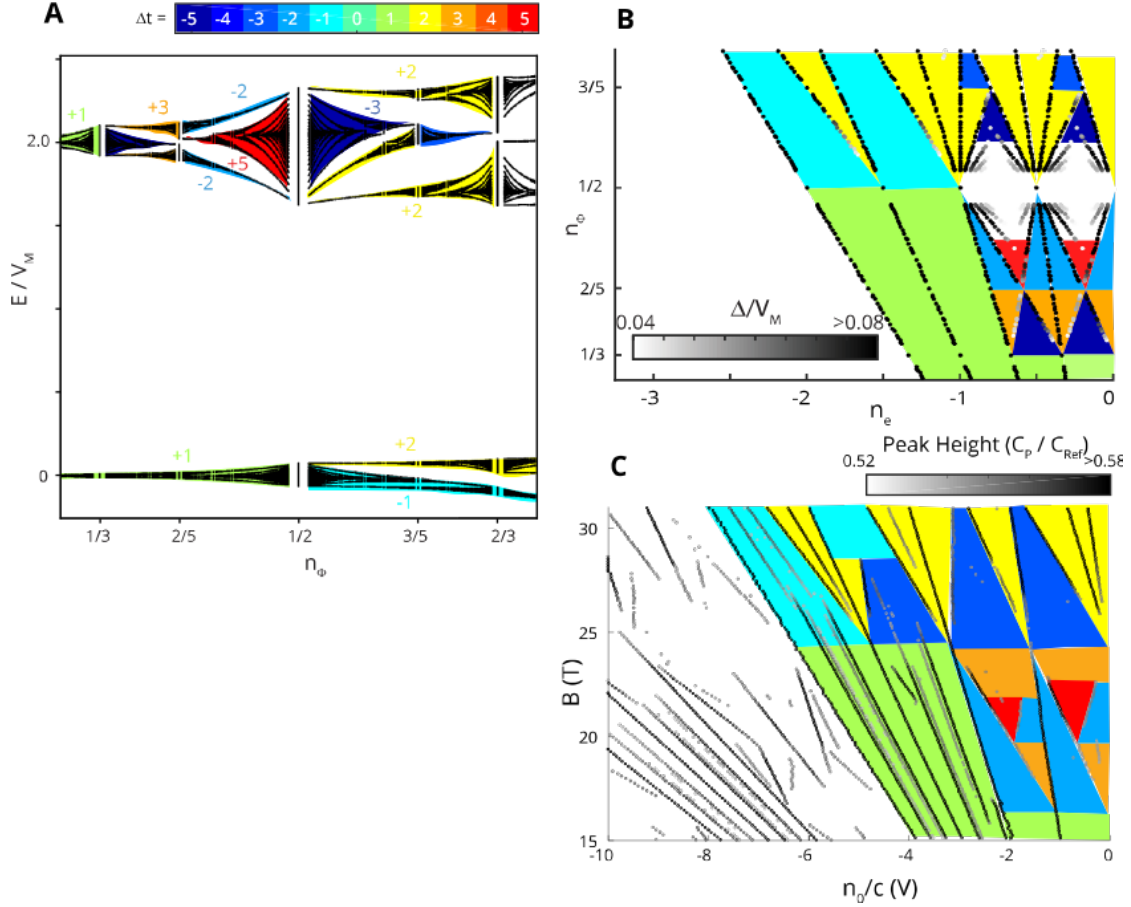 A
Δt =
-5 -4 -3 -2 -1 0 1 2 3 4 5
+1
+3
-2
+5
-2
-3
+2
+2
2.0
0
E / V_M
+1
+2
-1
1/3 2/5 1/2 3/5 2/3
n_Φ
B
3/5
1/2
2/5
1/3
n_Φ
Δ/V_M
0.04 >0.08
-3 -2 -1 0
n_e
C
Peak Height (C_P / C_Ref)
0.52 >0.58
30
25
20
15
B (T)
-10 -8 -6 -4 -2 0
n_0/c (V)